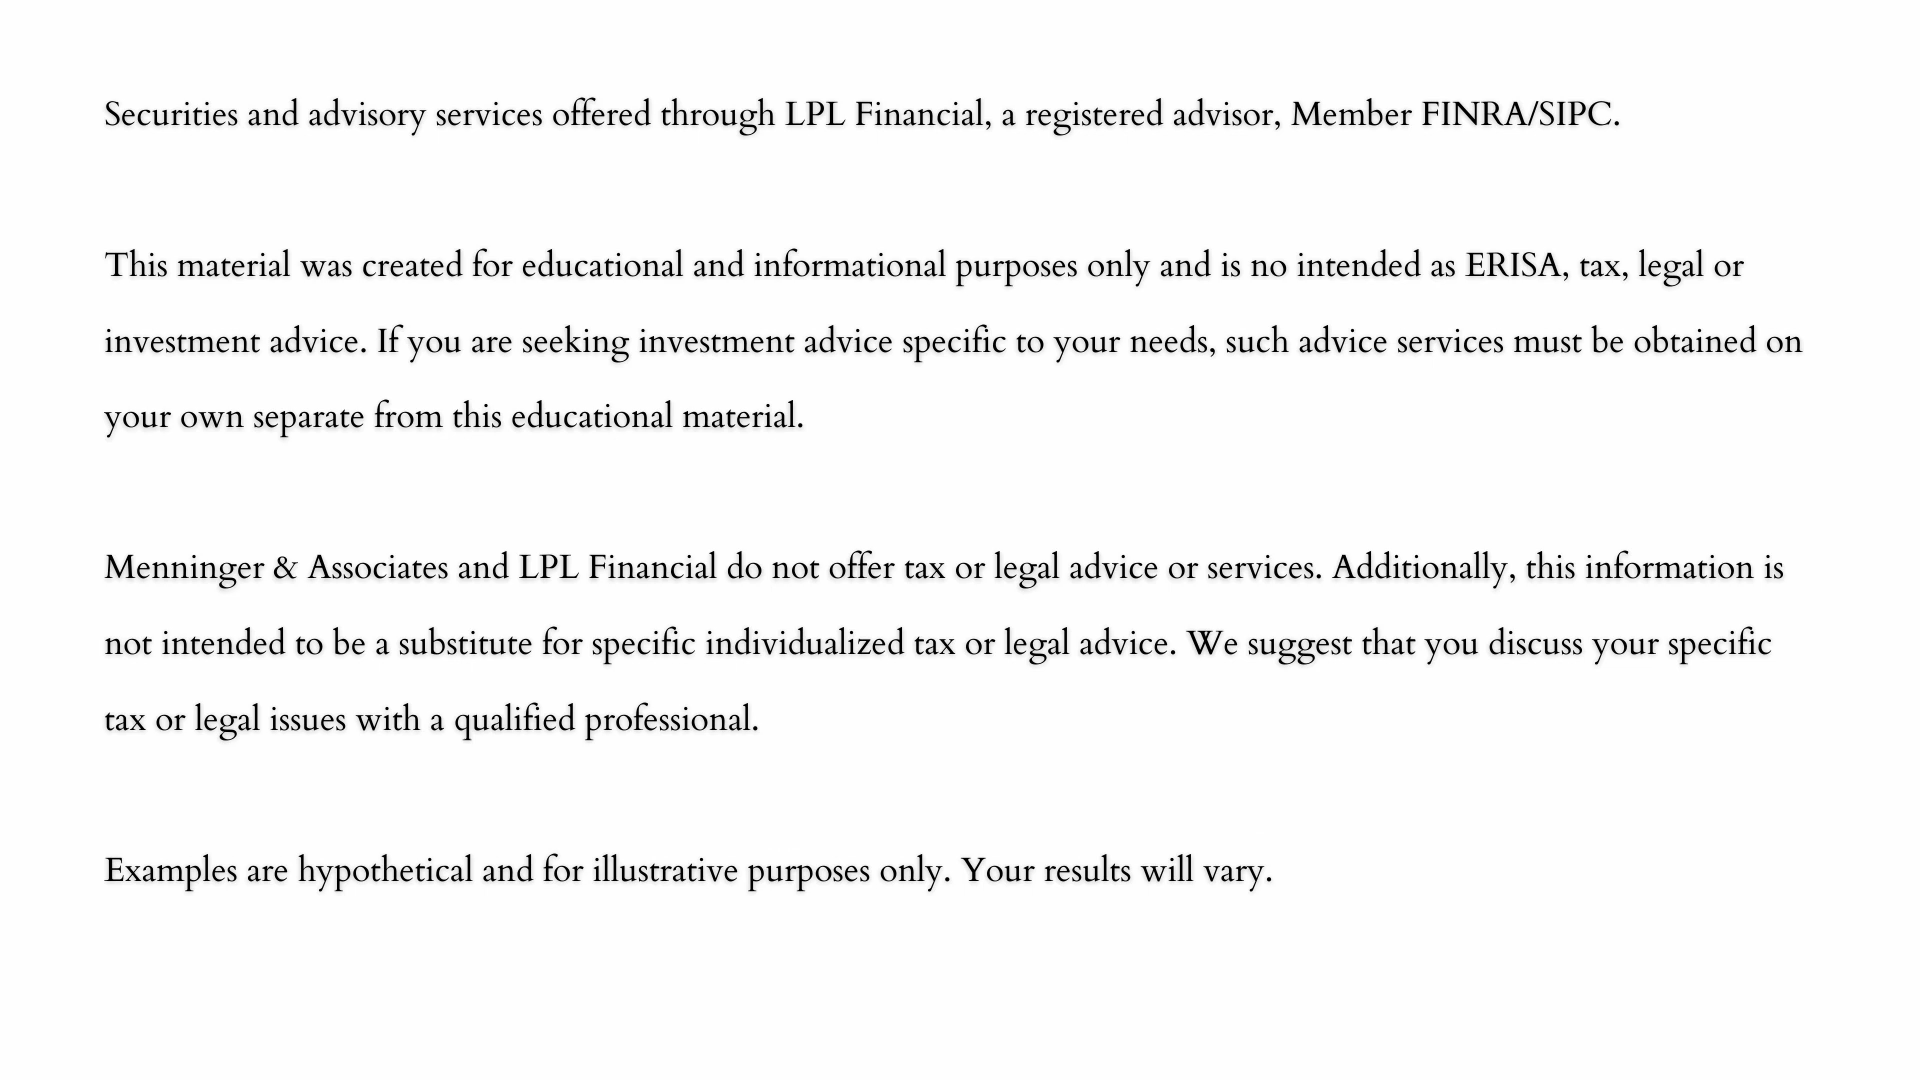 Securities and advisory services offered through LPL Financial, a registered advisor, Member FINRA/SIPC.
This material was created for educational and informational purposes only and is no intended as ERISA, tax, legal or
investment advice. If you are seeking investment advice specific to your needs, such advice services must be obtained on
your own separate from this educational material.
Menninger & Associates and LPL Financial do not offer tax or legal advice or services. Additionally, this information is
not intended to be a substitute for specific individualized tax or legal advice. We suggest that you discuss your specific
tax or legal issues with a qualified professional.
Examples are hypothetical and for illustrative purposes only. Your results will vary.